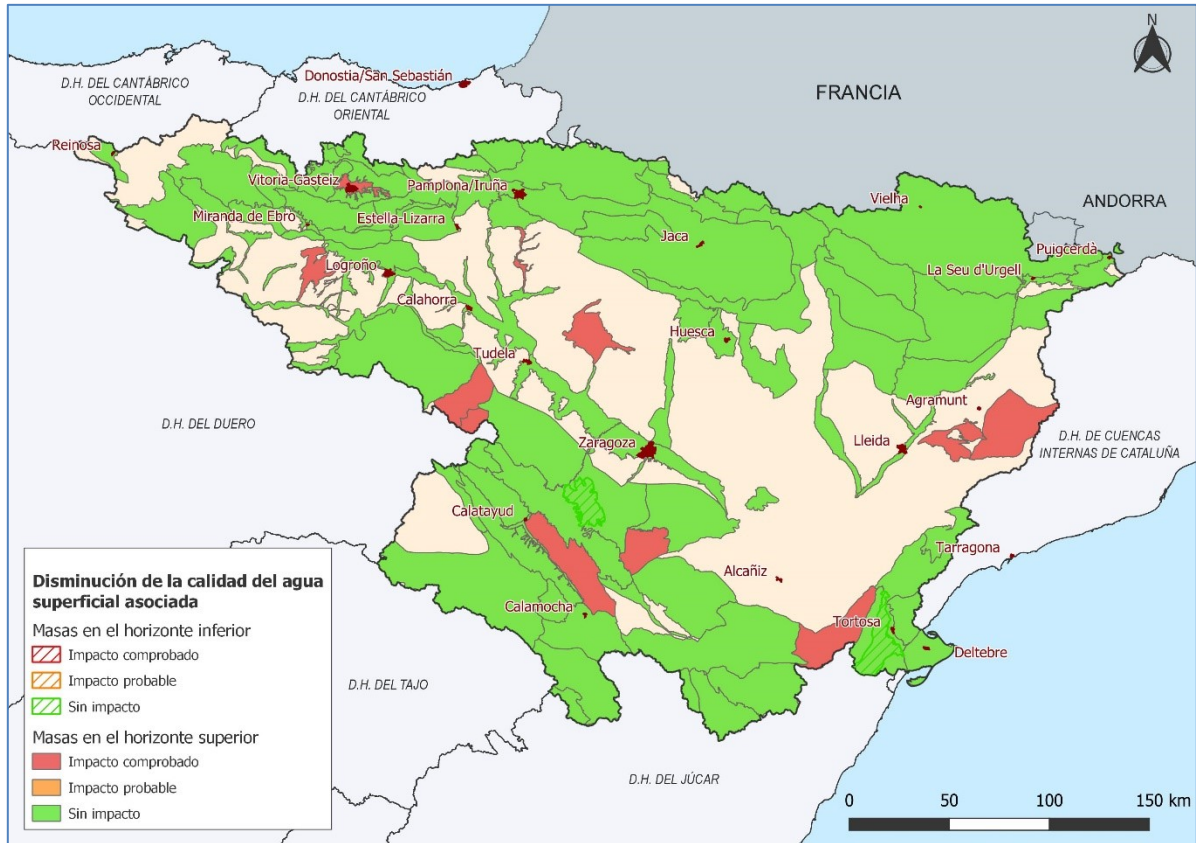 N
Donostia/San Sebastián
D.H. DEL CANTÁBRICO
OCCIDENTAL
D.H. DEL CANTÁBRICO
ORIENTAL
FRANCIA
Reinosa
Vitoria-Gasteiz
Pamplona/Iruña
Vielha
ANDORRA
Miranda de Ebro
Estella-Lizarra
Jaca
Puigcerdà
Logroño
La Seu d'Urgell
Calahorra
Huesca
Tudela
Agramunt
D.H. DEL DUERO
Zaragoza
Lleida
D.H. DE CUENCAS
INTERNAS DE CATALUÑA
Calatayud
Tarragona
Alcañiz
Calamocha
Tortosa
Deltebre
D.H. DEL TAJO
D.H. DEL JÚCAR
Disminución de la calidad del agua
superficial asociada
Masas en el horizonte inferior
Impacto comprobado
Impacto probable
Sin impacto
Masas en el horizonte superior
Impacto comprobado
Impacto probable
Sin impacto
0 50 100 150 km